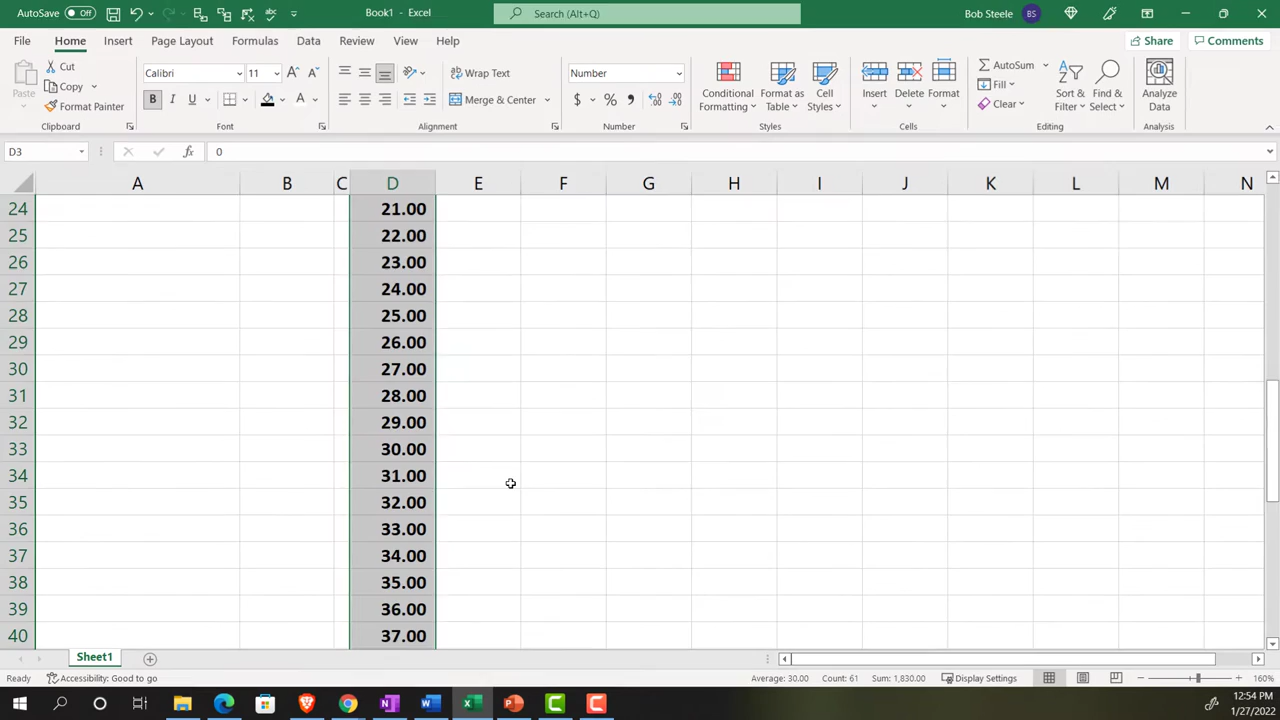 AutoSave Off Book1 - Excel Search (Alt+Q) Bob Steele BS
File Home Insert Page Layout Formulas Data Review View Help Share Comments
Paste Cut Copy Format Painter
Calibri 11
B I U A
Wrap Text
Merge & Center
Number
$ % ,
Conditional Formatting Format as Table Cell Styles
Insert Delete Format
AutoSum Fill Clear
Sort & Filter Find & Select
Analyze Data
Clipboard Font Alignment Number Styles Cells Editing Analysis
D3 fx 0
A B C D E F G H I J K L M N
24 21.00
25 22.00
26 23.00
27 24.00
28 25.00
29 26.00
30 27.00
31 28.00
32 29.00
33 30.00
34 31.00
35 32.00
36 33.00
37 34.00
38 35.00
39 36.00
40 37.00
Sheet1
Ready Accessibility: Good to go Average: 30.00 Count: 61 Sum: 1,830.00 Display Settings 160%
12:54 PM
1/27/2022